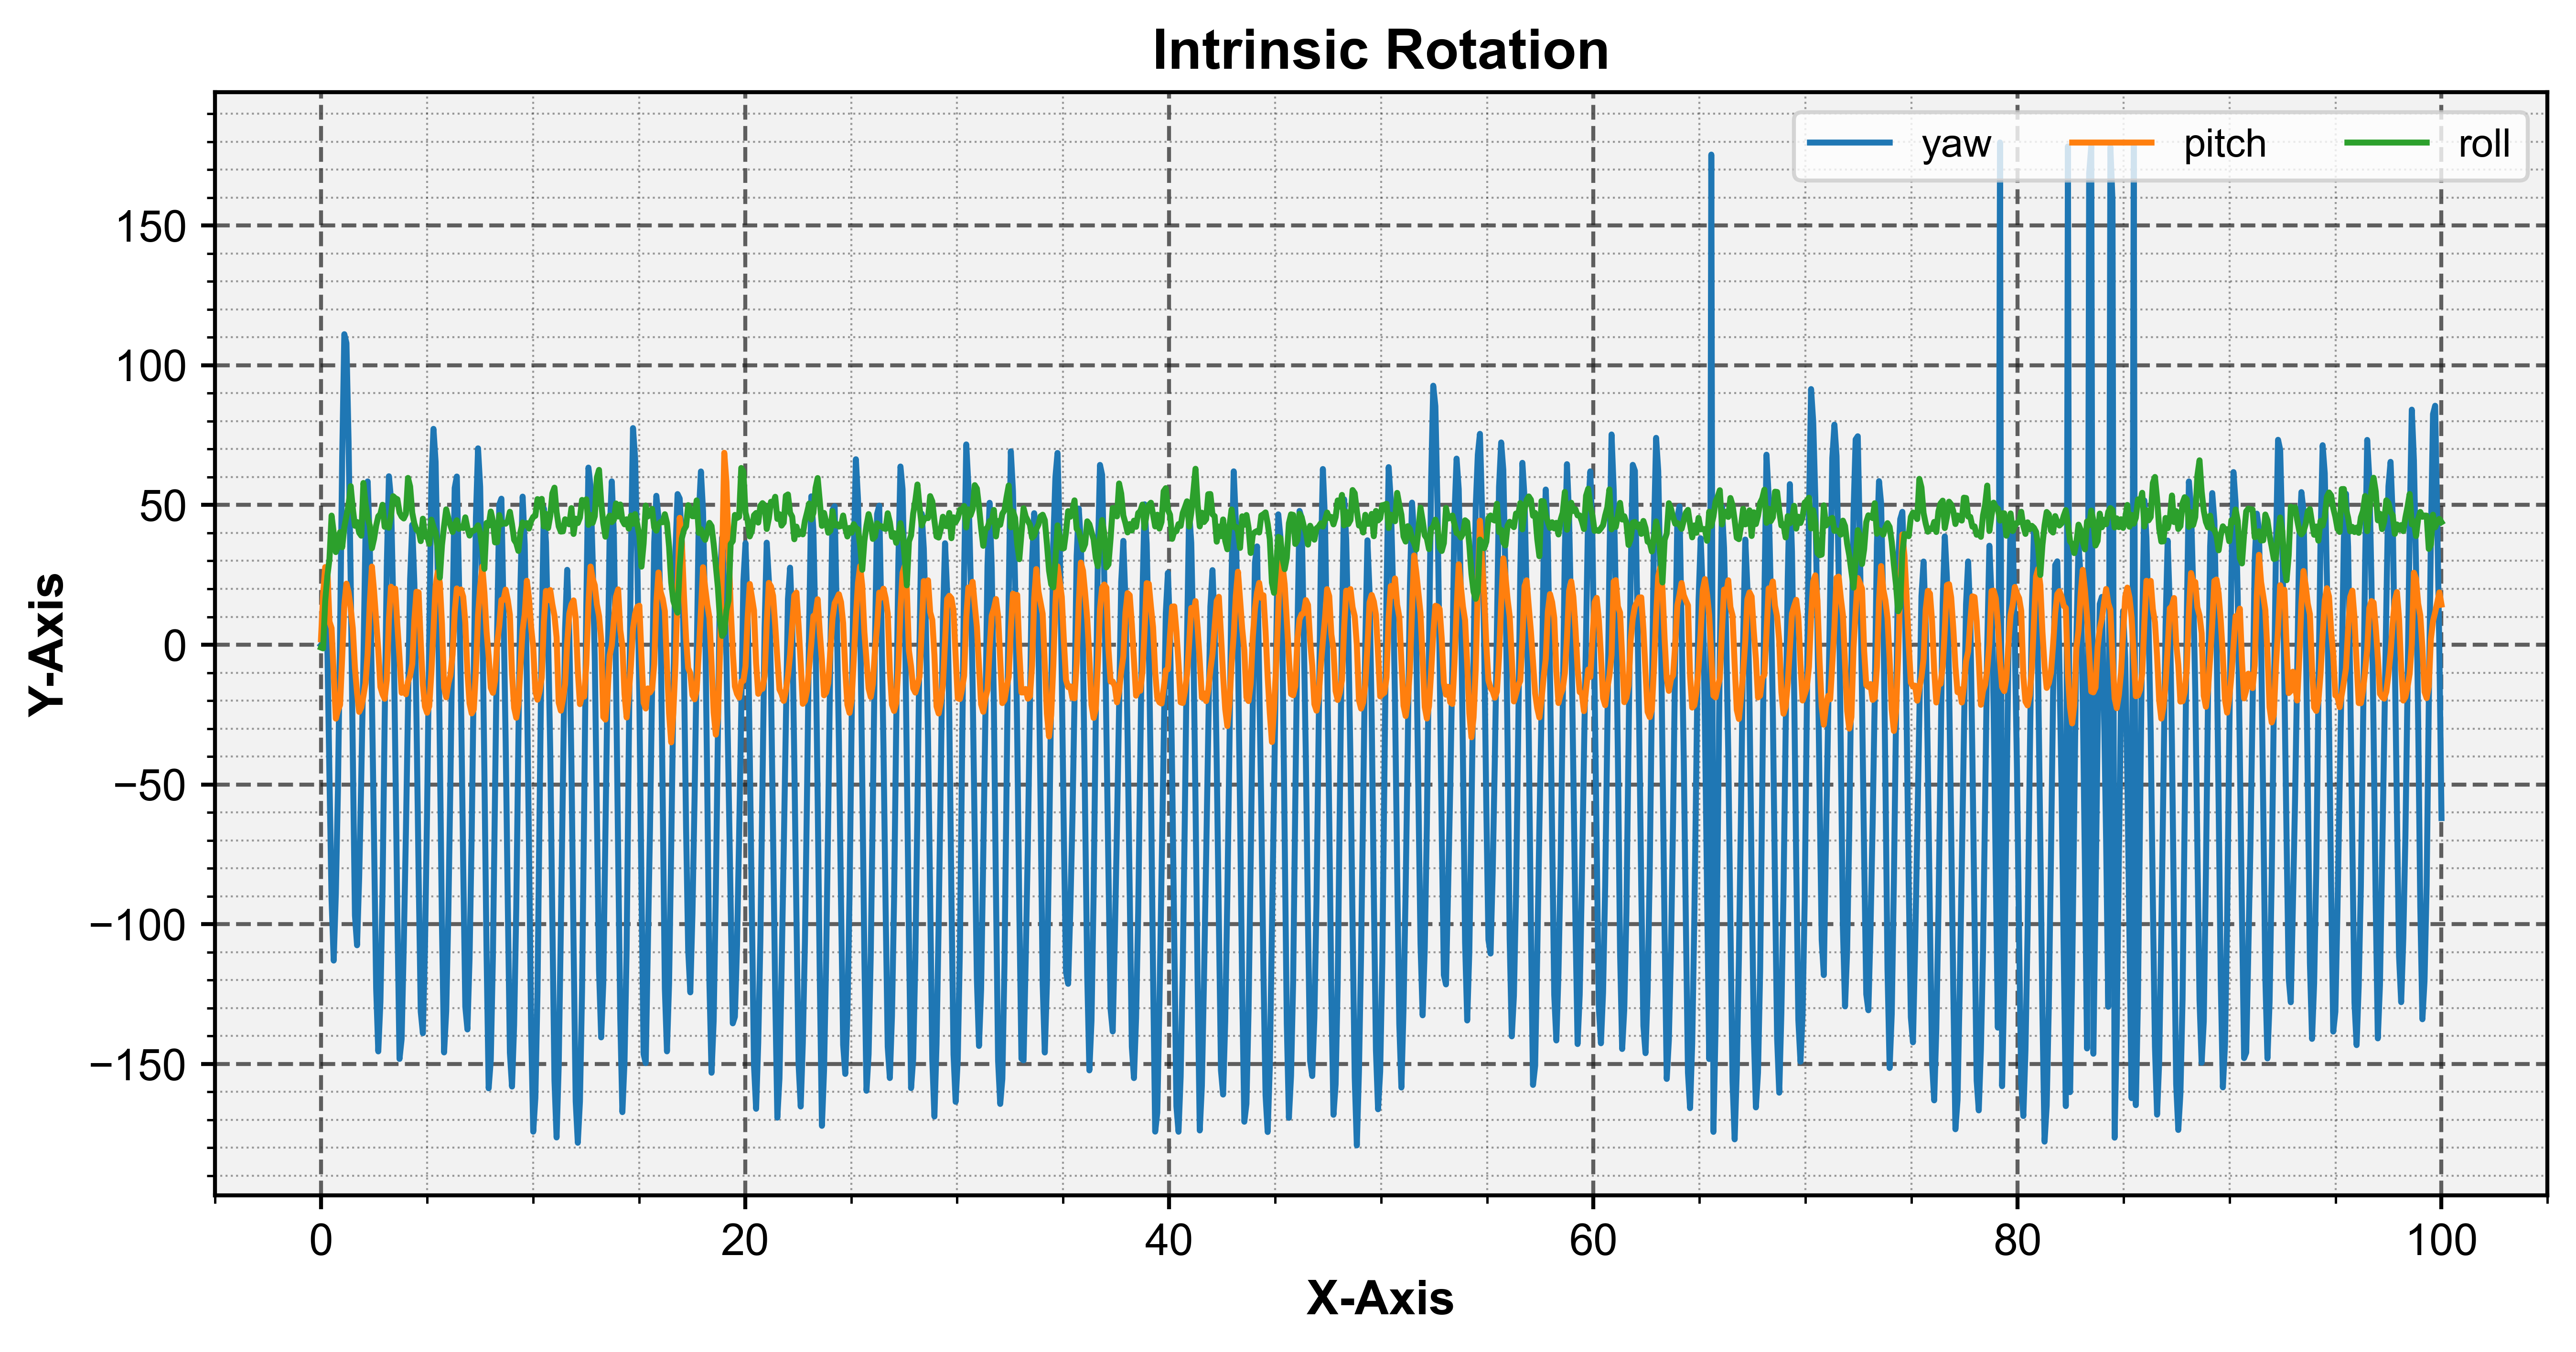 Intrinsic Rotation
yaw pitch roll
150
100
50
0
−50
−100
−150
Y-Axis
0 20 40 60 80 100
X-Axis